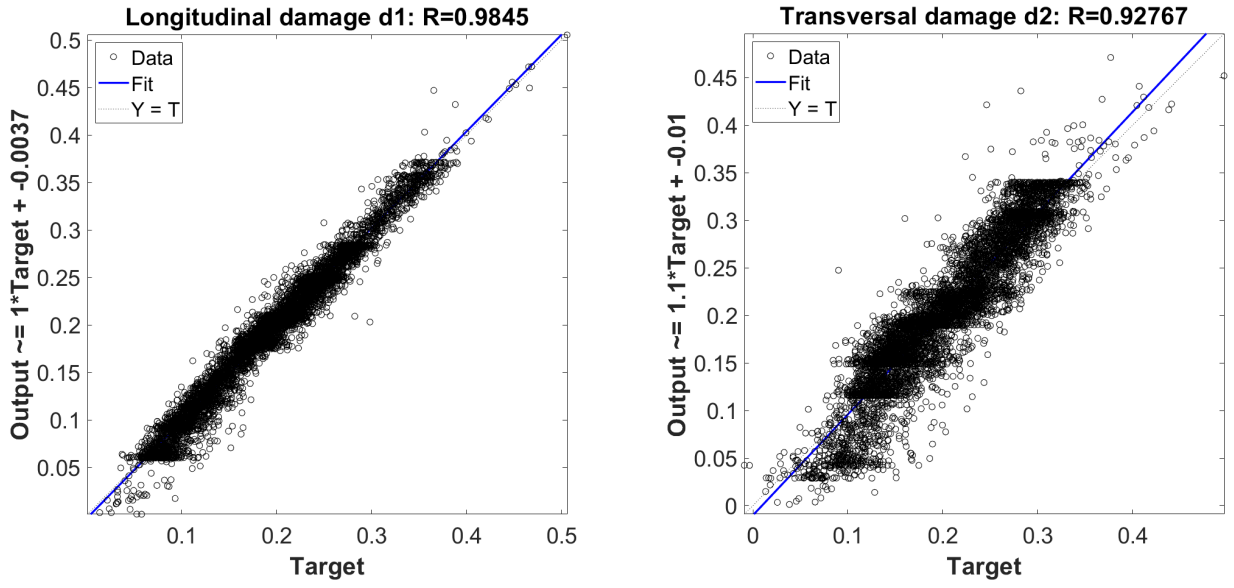 Longitudinal damage d1: R=0.9845
Data
Fit
Y = T
Output ~= 1*Target + -0.0037
0.5
0.45
0.4
0.35
0.3
0.25
0.2
0.15
0.1
0.05
0.1
0.2
0.3
0.4
0.5
Target
Transversal damage d2: R=0.92767
Data
Fit
Y = T
Output ~= 1.1*Target + -0.01
0.45
0.4
0.35
0.3
0.25
0.2
0.15
0.1
0.05
0
0
0.1
0.2
0.3
0.4
Target